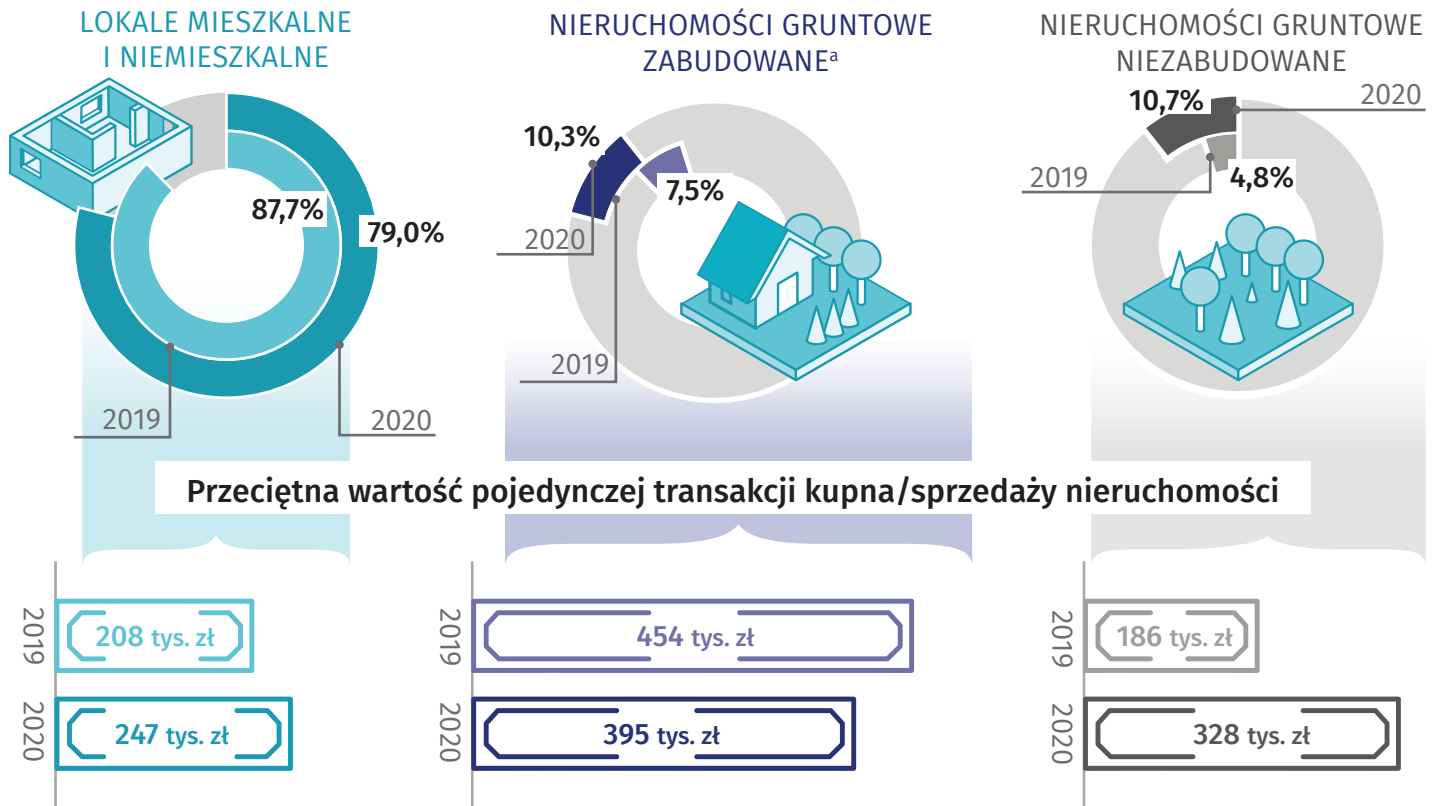 LOKALE MIESZKALNE
I NIEMIESZKALNE
87,7%
79,0%
2019
2020
NIERUCHOMOŚCI GRUNTOWE
ZABUDOWANEᵃ
10,3%
7,5%
2020
2019
NIERUCHOMOŚCI GRUNTOWE
NIEZABUDOWANE
10,7%
2020
2019
4,8%
Przeciętna wartość pojedynczej transakcji kupna/sprzedaży nieruchomości
2019
208 tys. zł
2020
247 tys. zł
2019
454 tys. zł
2020
395 tys. zł
2019
186 tys. zł
2020
328 tys. zł